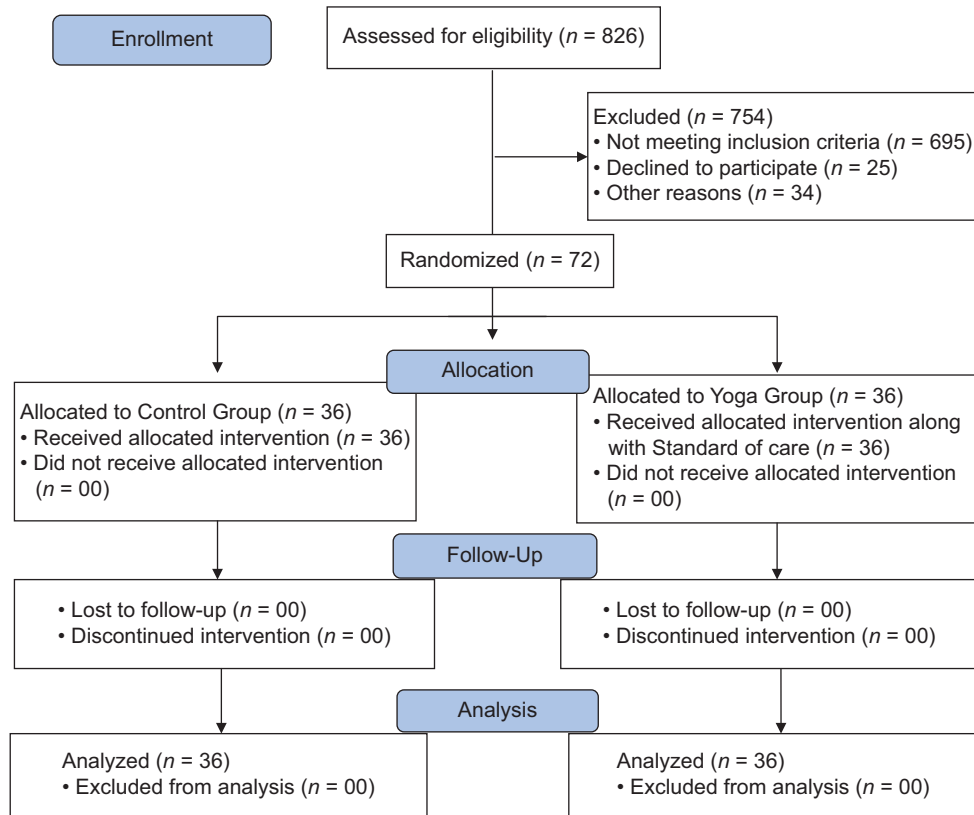 Enrollment
Assessed for eligibility (n = 826)
Excluded (n = 754)
• Not meeting inclusion criteria (n = 695)
• Declined to participate (n = 25)
• Other reasons (n = 34)
Randomized (n = 72)
Allocation
Allocated to Control Group (n = 36)
• Received allocated intervention (n = 36)
• Did not receive allocated intervention
(n = 00)
Allocated to Yoga Group (n = 36)
• Received allocated intervention along
with Standard of care (n = 36)
• Did not receive allocated intervention
(n = 00)
Follow-Up
• Lost to follow-up (n = 00)
• Discontinued intervention (n = 00)
• Lost to follow-up (n = 00)
• Discontinued intervention (n = 00)
Analysis
Analyzed (n = 36)
• Excluded from analysis (n = 00)
Analyzed (n = 36)
• Excluded from analysis (n = 00)